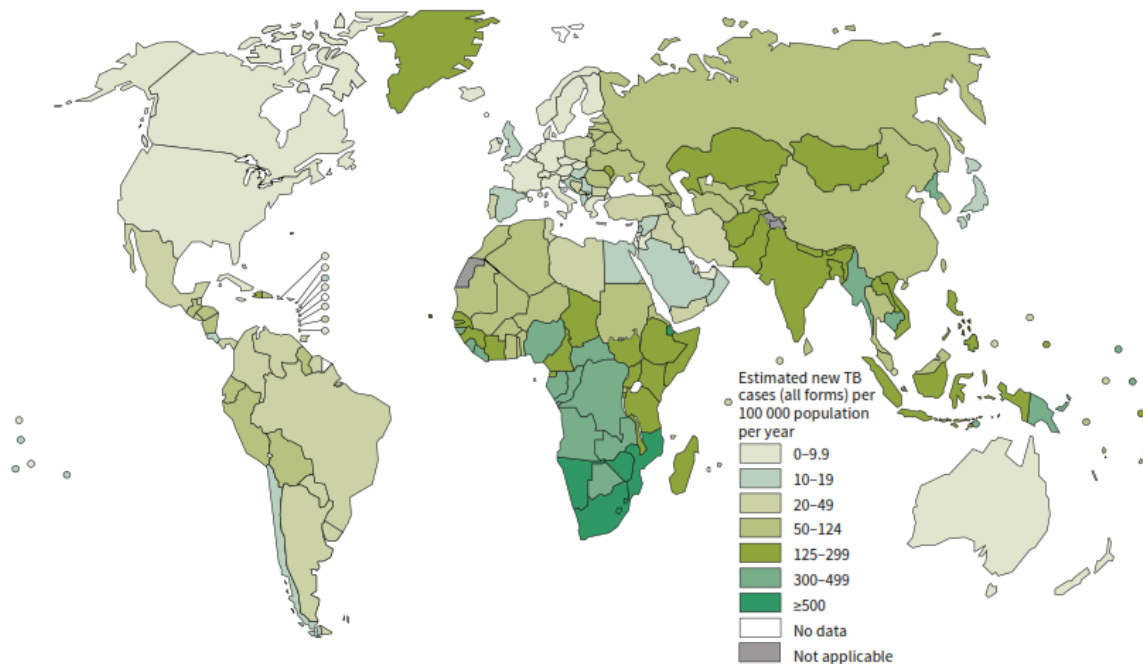 Estimated new TB
cases (all forms) per
100 000 population
per year
0–9.9
10–19
20–49
50–124
125–299
300–499
≥500
No data
Not applicable